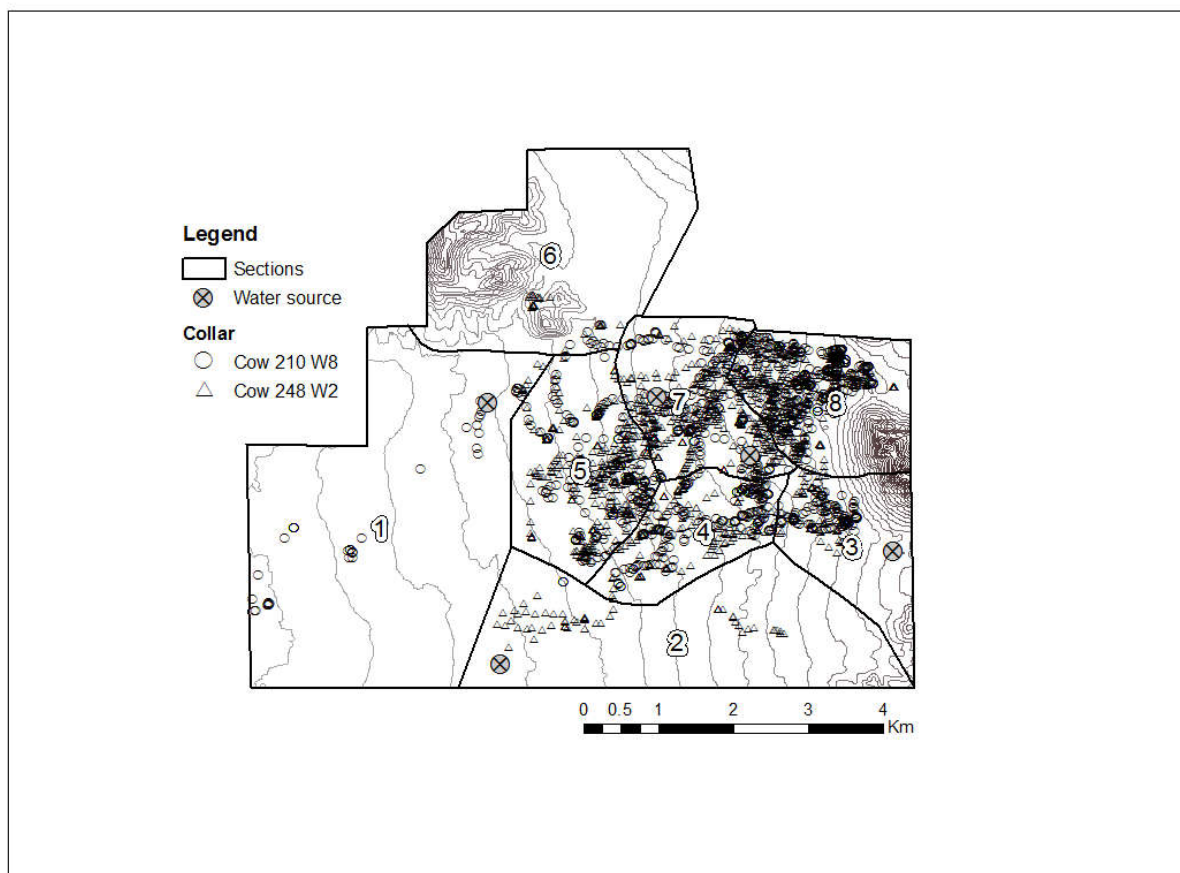 6
Legend
Sections
Water source
Collar
Cow 210 W8
Cow 248 W2
7
8
5
1
4
3
2
0 0.5 1 2 3 4
Km